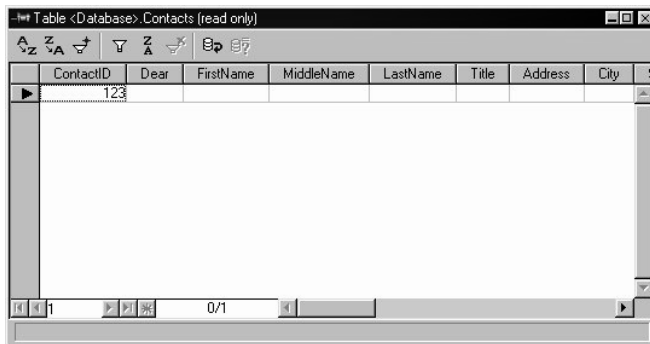 Table <Database>.Contacts (read only)
ContactID Dear FirstName MiddleName LastName Title Address City
123
1 0/1